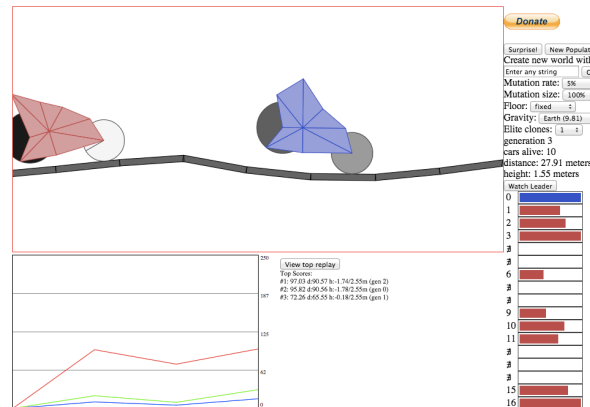 Donate
Surprise! New Populat
Create new world with
Enter any string
Mutation rate: 5%
Mutation size: 100%
Floor: fixed
Gravity: Earth (9.81)
Elite clones: 1
generation 3
cars alive: 10
distance: 27.91 meters
height: 1.55 meters
Watch Leader
0
1
2
3
∄
∄
6
∄
∄
9
10
11
∄
∄
∄
15
16
250
187
125
62
0
View top replay
Top Scores:
#1: 97.03 d:90.57 h:-1.74/2.55m (gen 2)
#2: 95.82 d:90.56 h:-1.78/2.55m (gen 0)
#3: 72.26 d:65.55 h:-0.18/2.55m (gen 1)